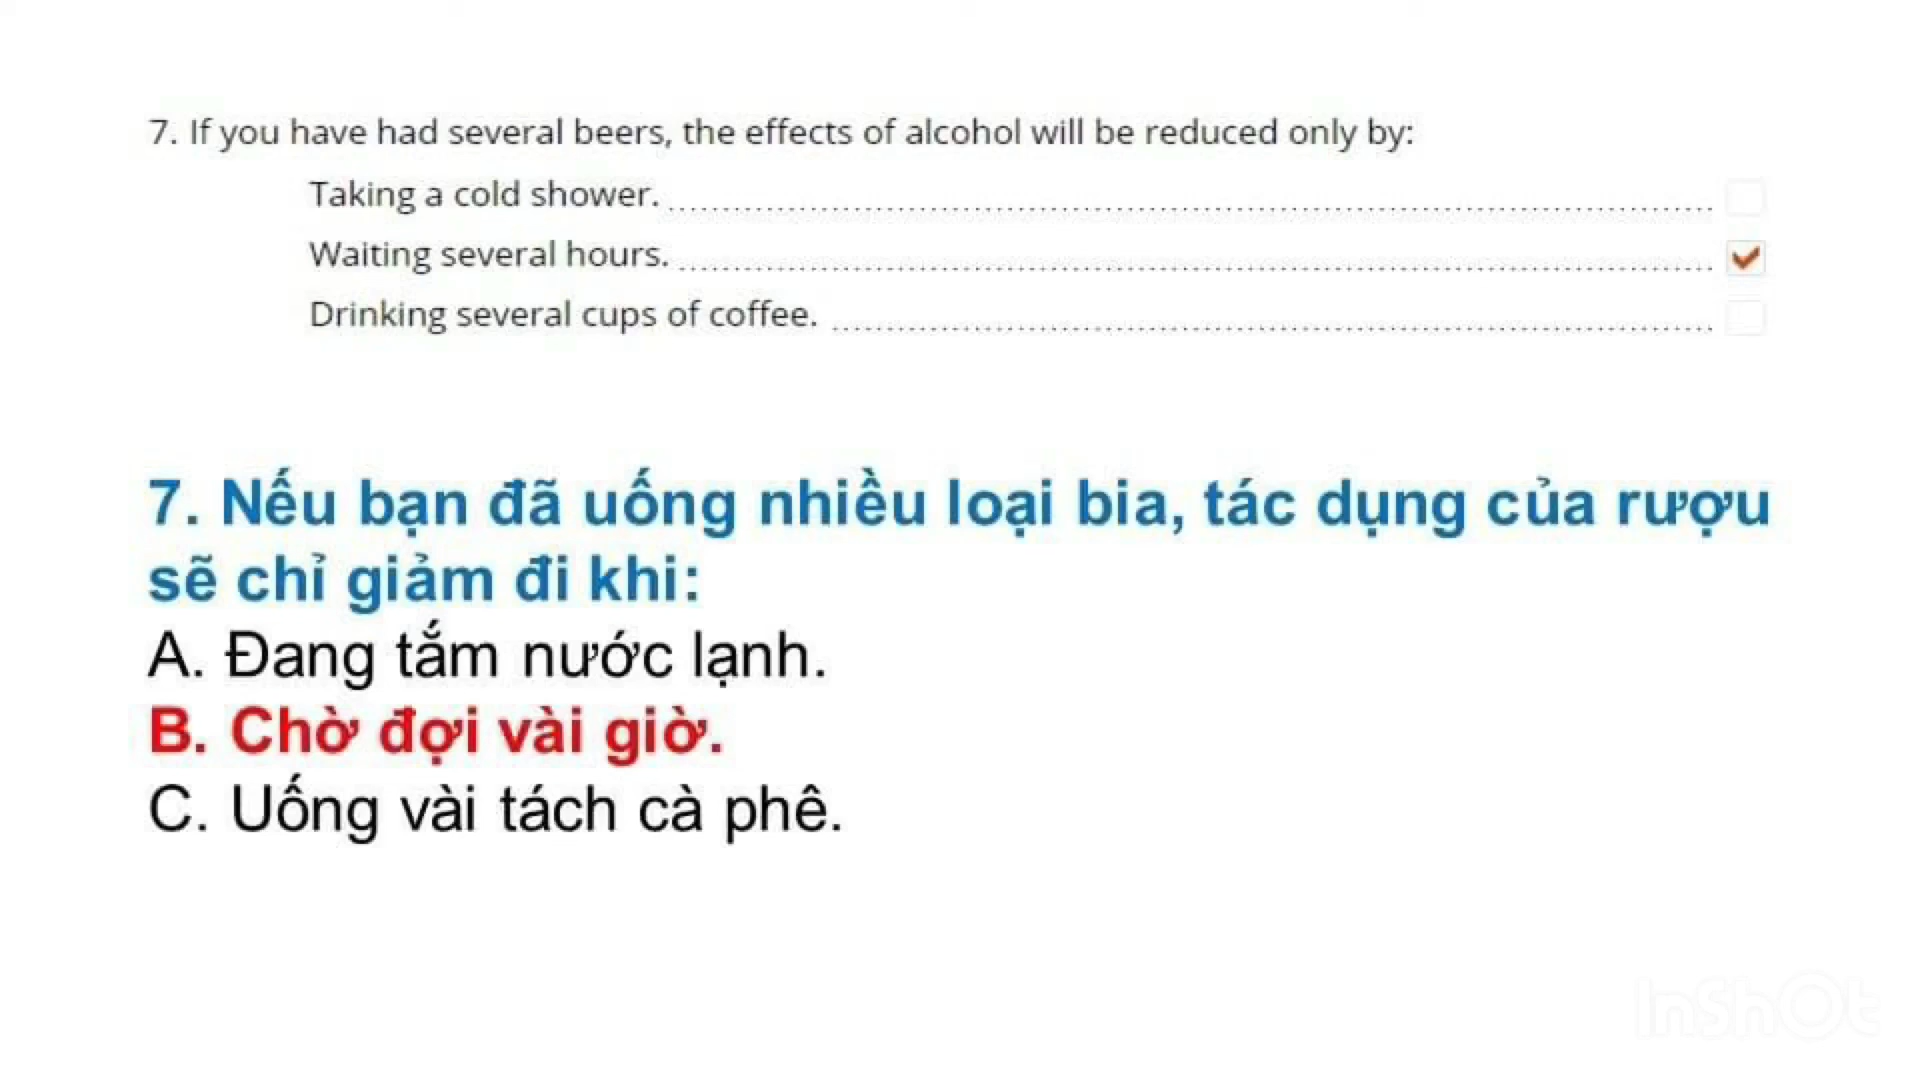 7. If you have had several beers, the effects of alcohol will be reduced only by:
Taking a cold shower.
Waiting several hours.
Drinking several cups of coffee.
7. Nếu bạn đã uống nhiều loại bia, tác dụng của rượu
sẽ chỉ giảm đi khi:
A. Đang tắm nước lạnh.
B. Chờ đợi vài giờ.
C. Uống vài tách cà phê.
InShOt